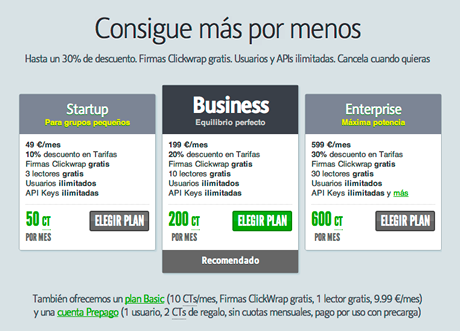 Consigue más por menos
Hasta un 30% de descuento. Firmas Clickwrap gratis. Usuarios y APIs ilimitadas. Cancela cuando quieras
Startup
Para grupos pequeños
49 €/mes
10% descuento en Tarifas
Firmas Clickwrap gratis
3 lectores gratis
Usuarios ilimitados
API Keys ilimitadas
50 CT
POR MES
ELEGIR PLAN
Business
Equilibrio perfecto
199 €/mes
20% descuento en Tarifas
Firmas Clickwrap gratis
10 lectores gratis
Usuarios ilimitados
API Keys ilimitadas
200 CT
POR MES
ELEGIR PLAN
Recomendado
Enterprise
Máxima potencia
599 €/mes
30% descuento en Tarifas
Firmas Clickwrap gratis
30 lectores gratis
Usuarios ilimitados
API Keys ilimitadas y más
600 CT
POR MES
ELEGIR PLAN
También ofrecemos un plan Basic (10 CTs/mes, Firmas ClickWrap gratis, 1 lector gratis, 9.99 €/mes)
y una cuenta Prepago (1 usuario, 2 CTs de regalo, sin cuotas mensuales, pago por uso con precarga)